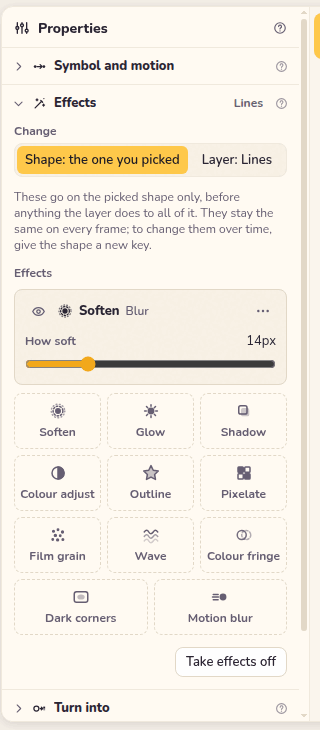 Properties
Symbol and motion
Effects Lines
Change
Shape: the one you picked Layer: Lines
These go on the picked shape only, before
anything the layer does to all of it. They stay the
same on every frame; to change them over time,
give the shape a new key.
Effects
Soften Blur
How soft 14px
Soften Glow Shadow
Colour adjust Outline Pixelate
Film grain Wave Colour fringe
Dark corners Motion blur
Take effects off
Turn into